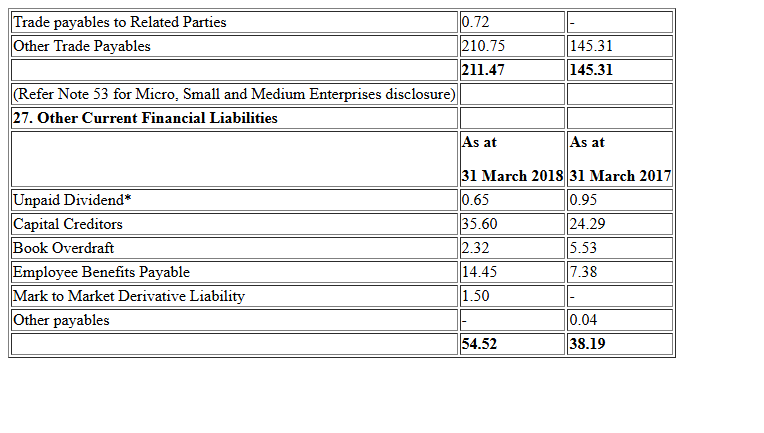 Trade payables to Related Parties 0.72 -
Other Trade Payables 210.75 145.31
211.47 145.31
(Refer Note 53 for Micro, Small and Medium Enterprises disclosure)
27. Other Current Financial Liabilities
As at As at
31 March 2018 31 March 2017
Unpaid Dividend* 0.65 0.95
Capital Creditors 35.60 24.29
Book Overdraft 2.32 5.53
Employee Benefits Payable 14.45 7.38
Mark to Market Derivative Liability 1.50 -
Other payables - 0.04
54.52 38.19